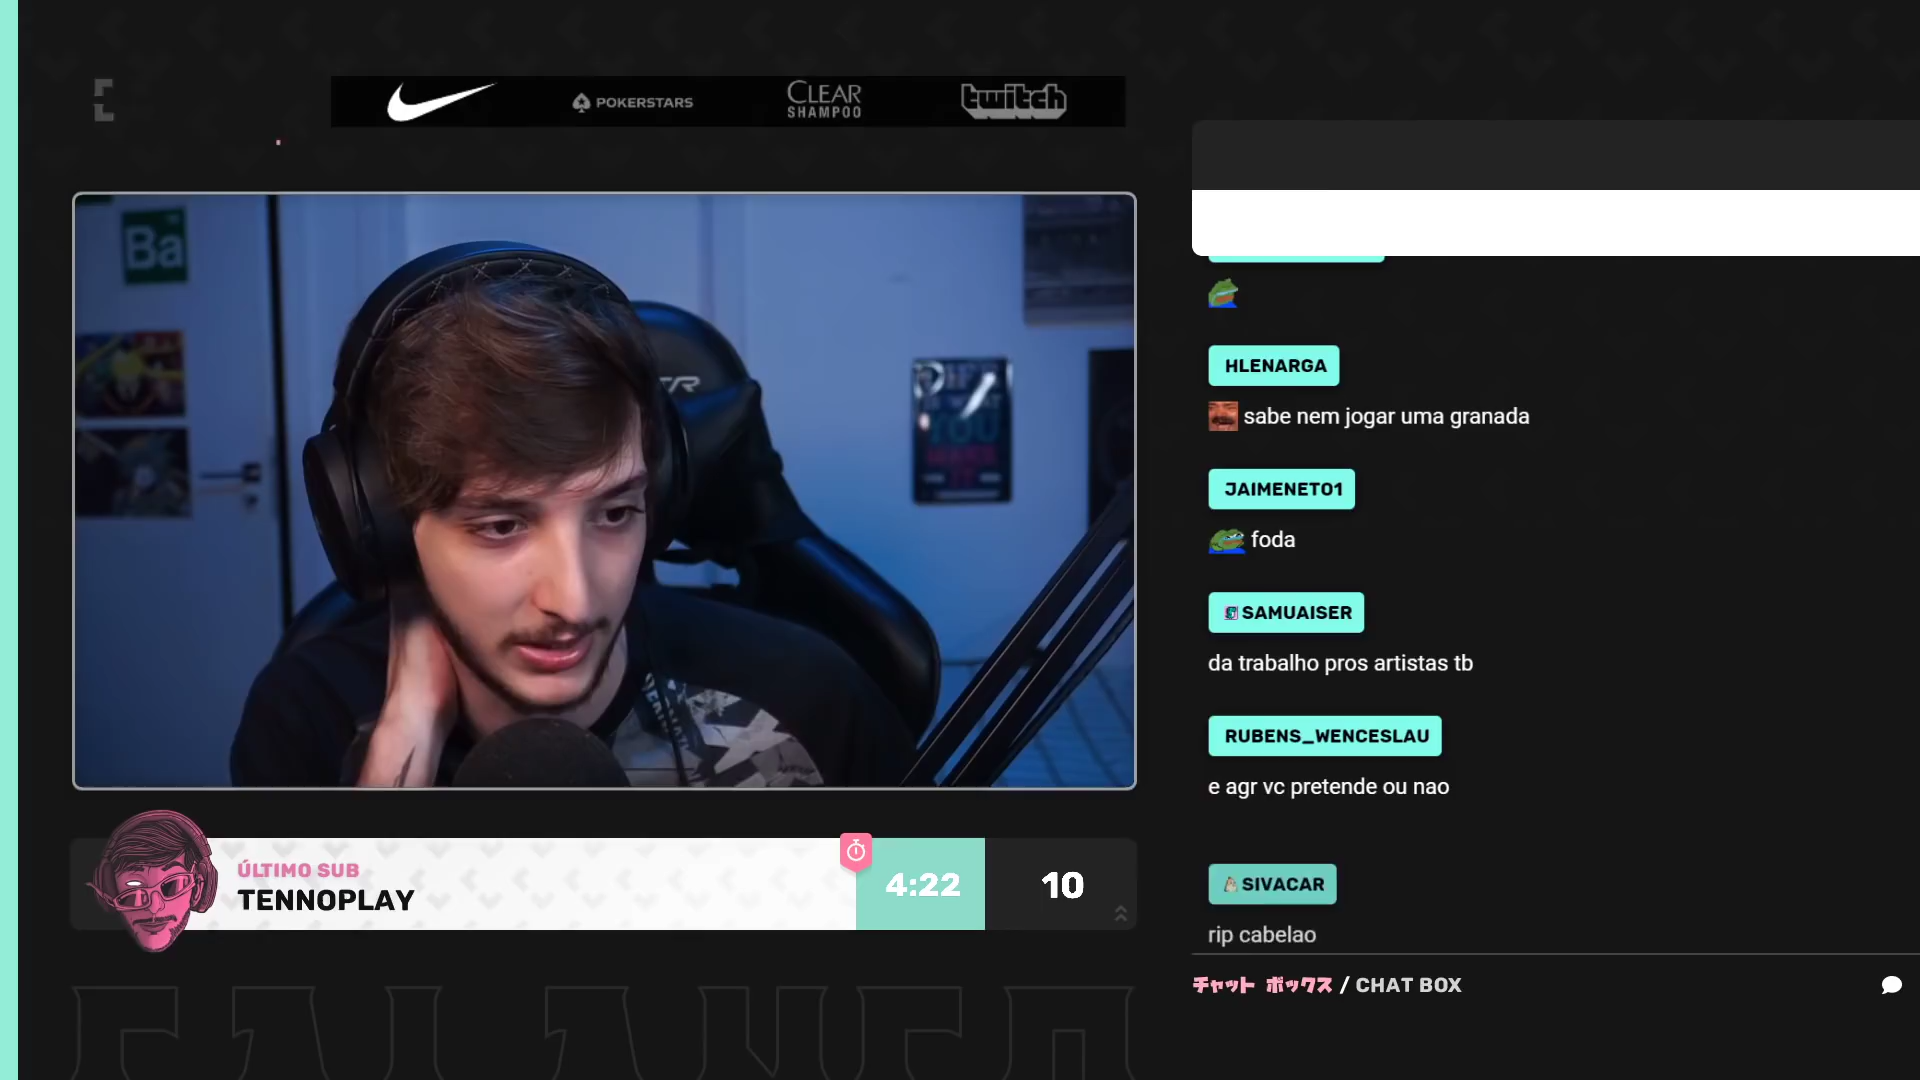 POKERSTARS
CLEAR
SHAMPOO
twitch
Ba
YOU
HLENARGA
sabe nem jogar uma granada
JAIMENETO1
foda
SAMUAISER
da trabalho pros artistas tb
RUBENS_WENCESLAU
e agr vc pretende ou nao
SIVACAR
rip cabelao
ÚLTIMO SUB
TENNOPLAY
4:22
10
チャット ボックス / CHAT BOX